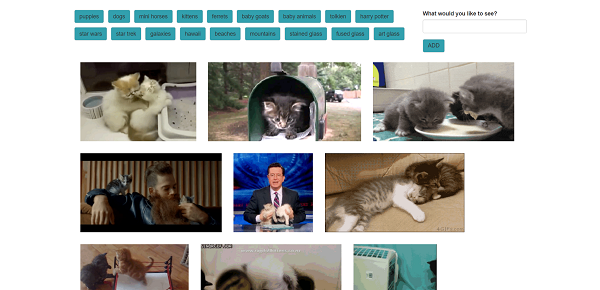 puppies dogs mini horses kittens ferrets baby goats baby animals tolkien harry potter
star wars star trek galaxies hawaii beaches mountains stained glass fused glass art glass
What would you like to see?
ADD